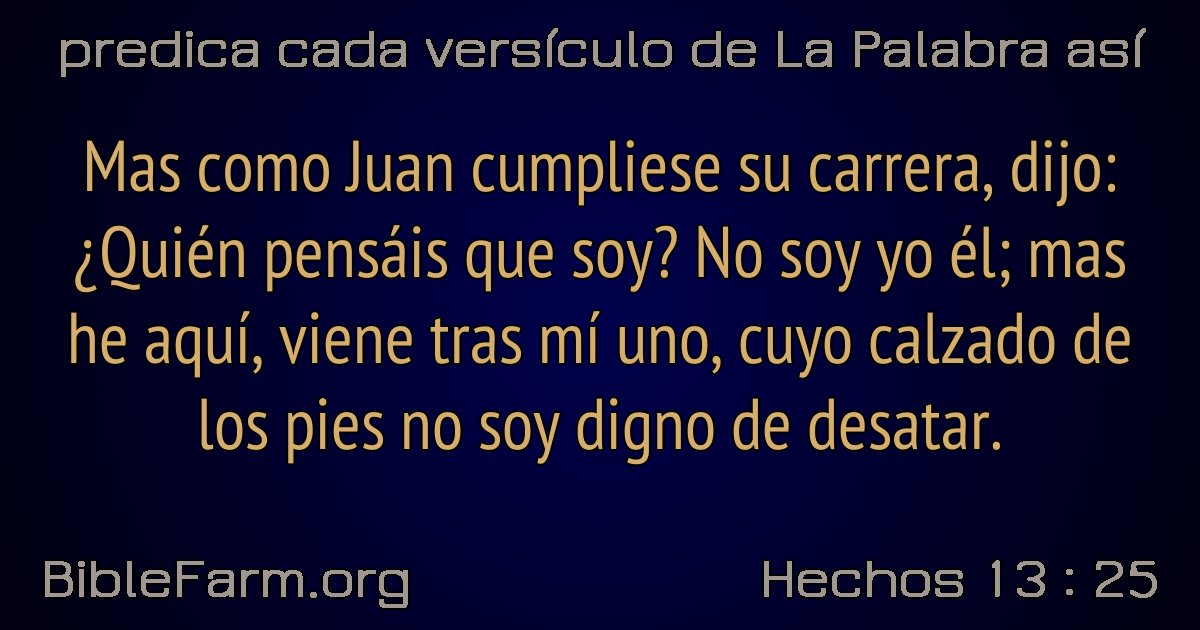 predica cada versículo de La Palabra así
Mas como Juan cumpliese su carrera, dijo:
¿Quién pensáis que soy? No soy yo él; mas
he aquí, viene tras mí uno, cuyo calzado de
los pies no soy digno de desatar.
BibleFarm.org
Hechos 13 : 25